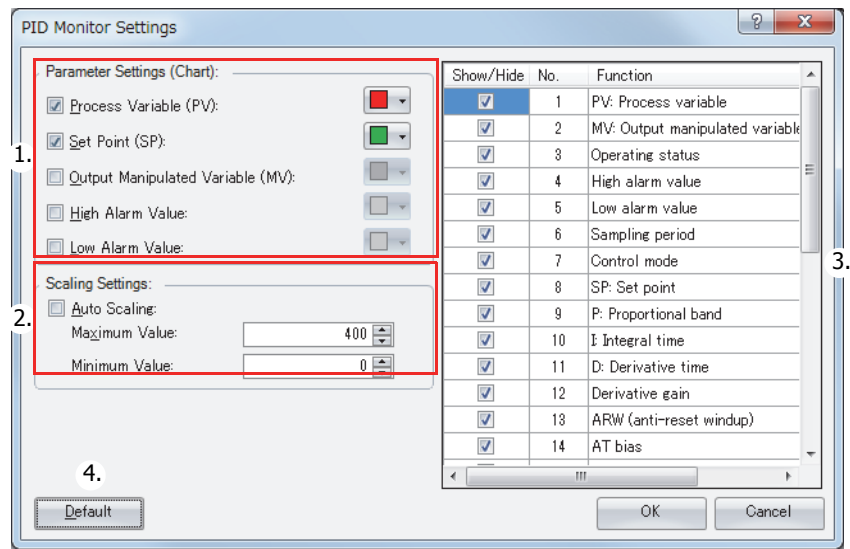 PID Monitor Settings
?
x
1.
Parameter Settings (Chart):
Process Variable (PV):
Set Point (SP):
Output Manipulated Variable (MV):
High Alarm Value:
Low Alarm Value:
2.
Scaling Settings:
Auto Scaling:
Maximum Value: 400
Minimum Value: 0
3.
Show/Hide No. Function
1 PV: Process variable
2 MV: Output manipulated variable
3 Operating status
4 High alarm value
5 Low alarm value
6 Sampling period
7 Control mode
8 SP: Set point
9 P: Proportional band
10 I: Integral time
11 D: Derivative time
12 Derivative gain
13 ARW (anti-reset windup)
14 AT bias
4.
Default
OK
Cancel